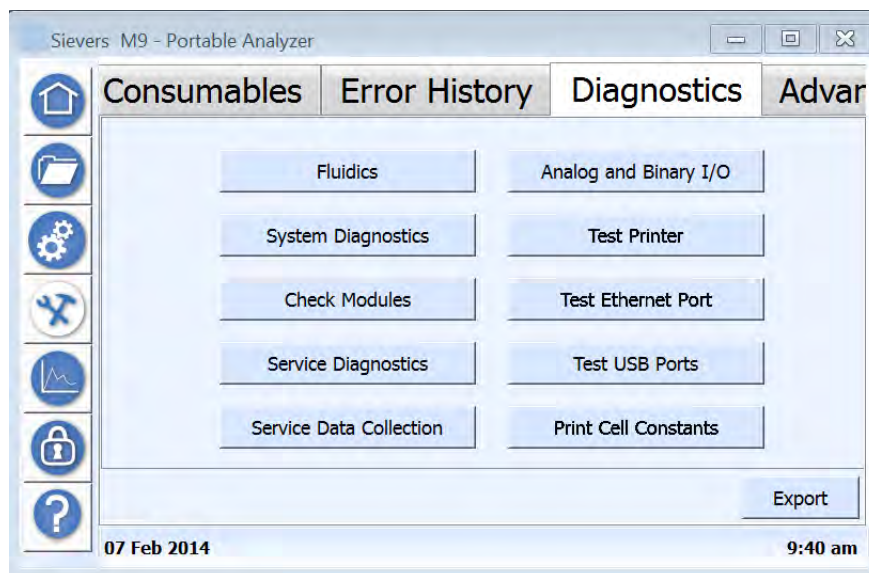 Sievers M9 - Portable Analyzer
Consumables Error History Diagnostics Advar
Fluidics Analog and Binary I/O
System Diagnostics Test Printer
Check Modules Test Ethernet Port
Service Diagnostics Test USB Ports
Service Data Collection Print Cell Constants
?
Export
07 Feb 2014 9:40 am